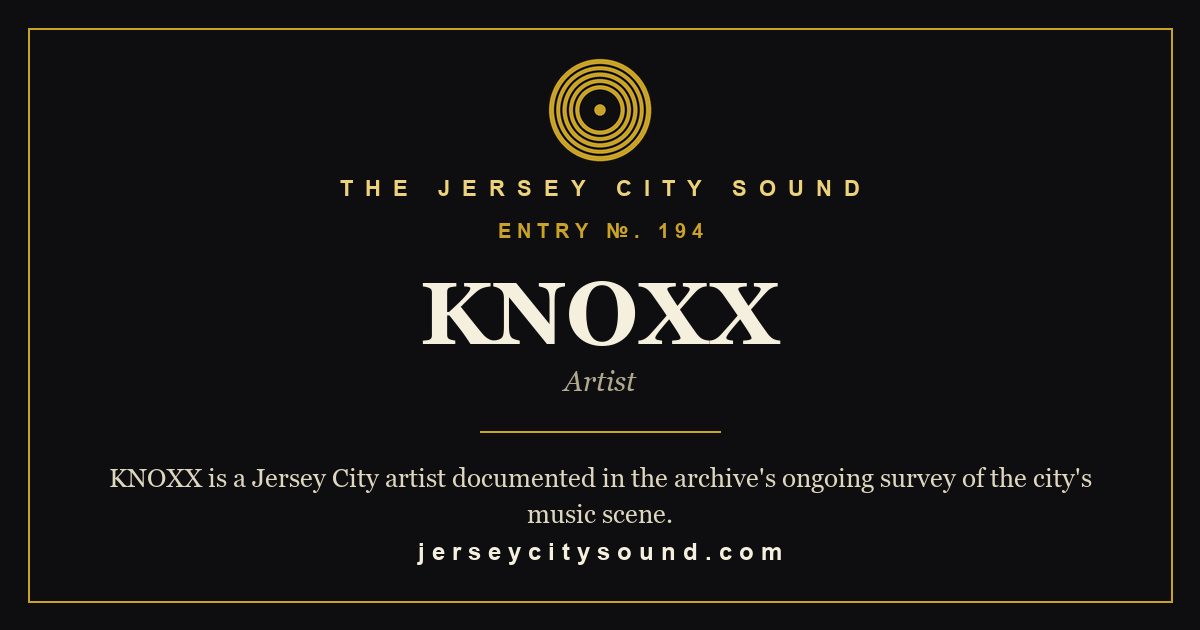 THE JERSEY CITY SOUND
ENTRY №. 194
KNOXX
Artist
KNOXX is a Jersey City artist documented in the archive's ongoing survey of the city's
music scene.
jerseycitysound.com